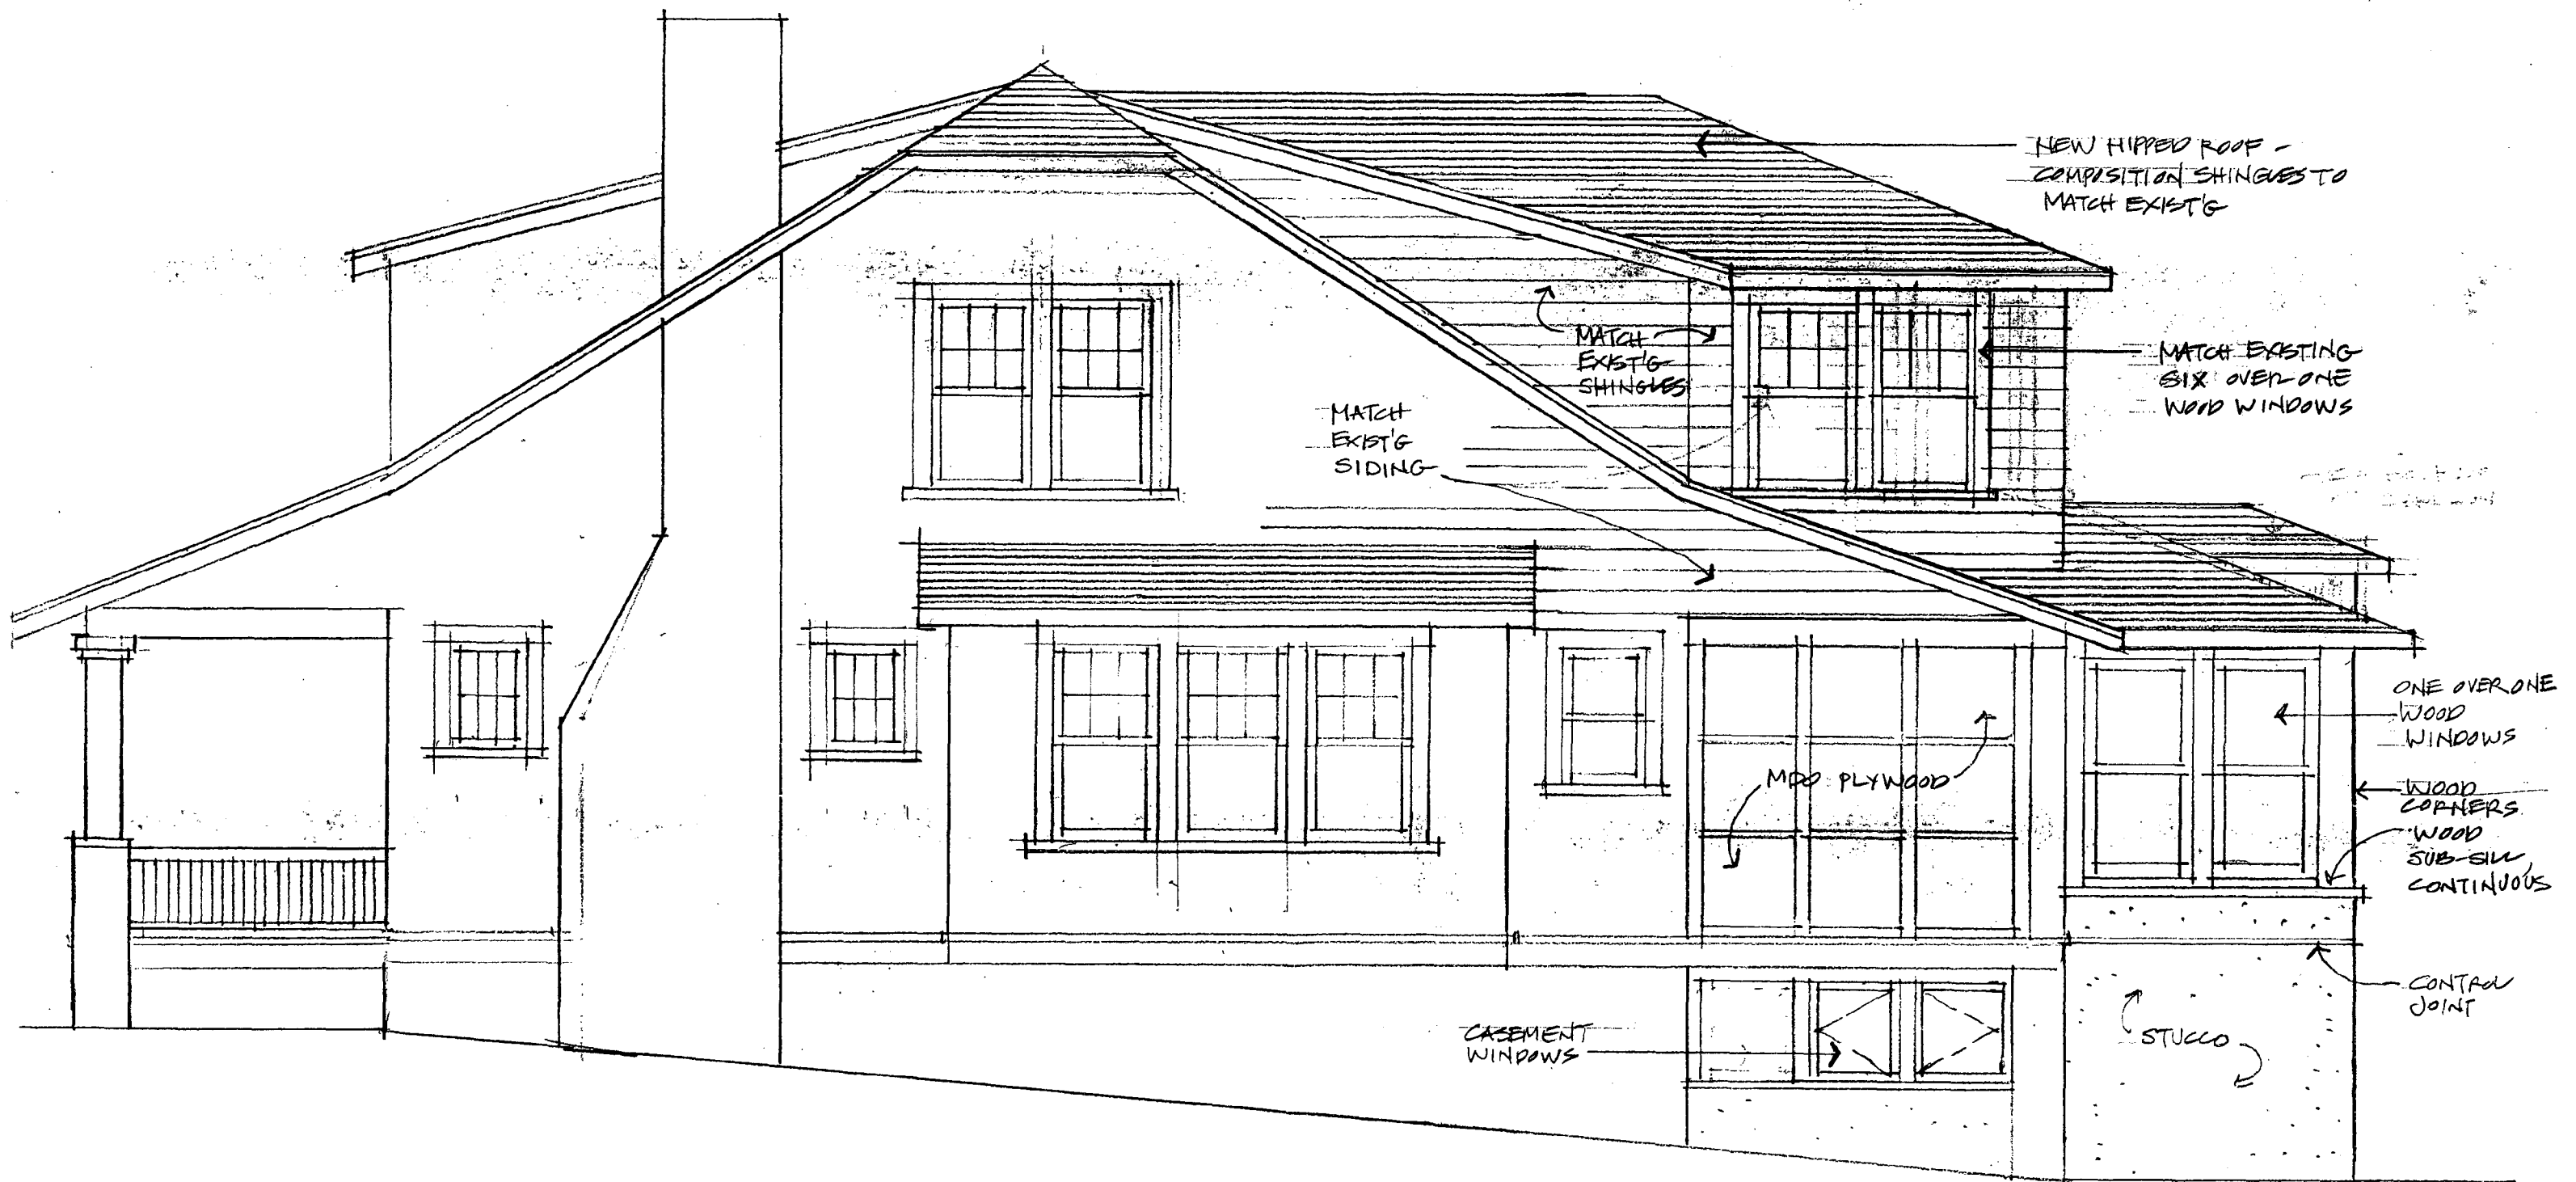 NEW HIPPED ROOF -
COMPOSITION SHINGLES TO
MATCH EXIST'G
MATCH
EXIST'G
SHINGLES
MATCH EXISTING
SIX OVER ONE
WOOD WINDOWS
MATCH
EXIST'G
SIDING
ONE OVER ONE
WOOD
WINDOWS
MDO PLYWOOD
WOOD
CORNERS
WOOD
SUB-SILL,
CONTINUOUS
CONTROL
JOINT
CASEMENT
WINDOWS
STUCCO